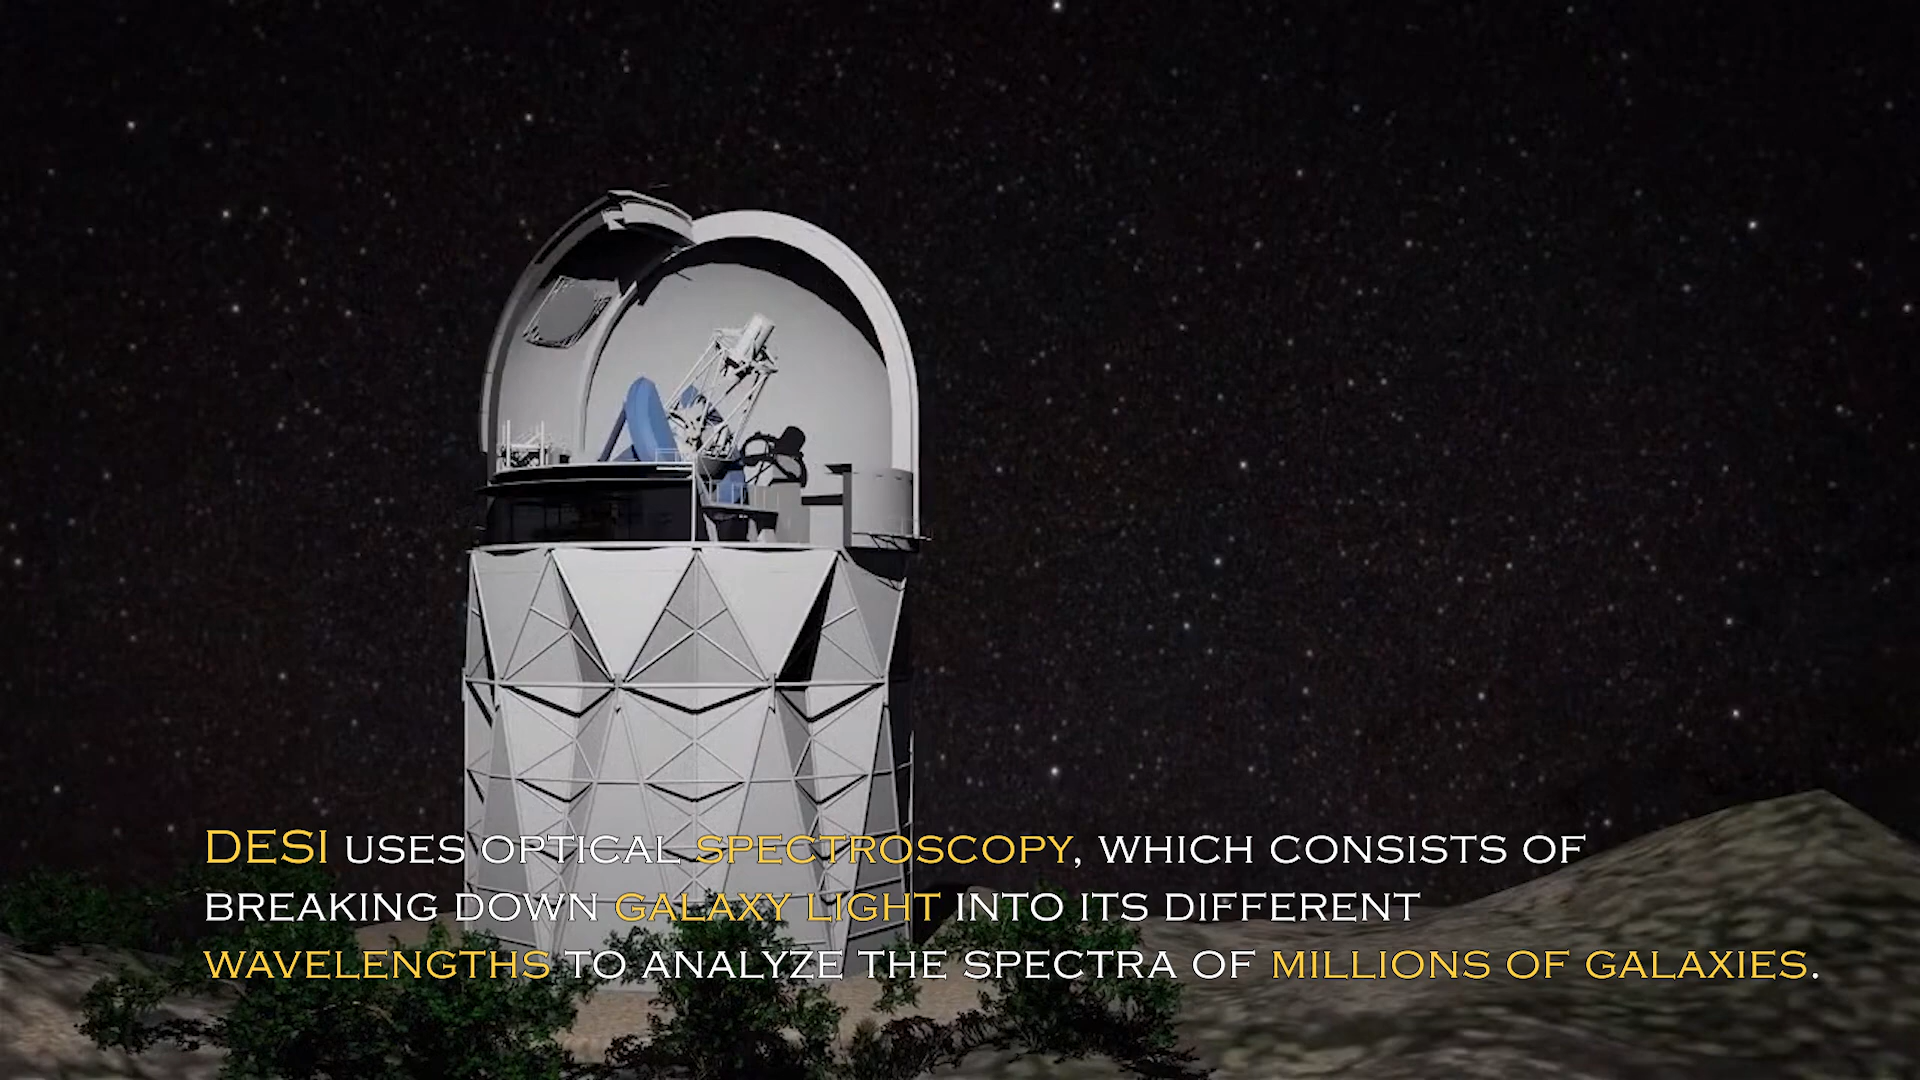 DESI USES OPTICAL SPECTROSCOPY, WHICH CONSISTS OF
BREAKING DOWN GALAXY LIGHT INTO ITS DIFFERENT
WAVELENGTHS TO ANALYZE THE SPECTRA OF MILLIONS OF GALAXIES.